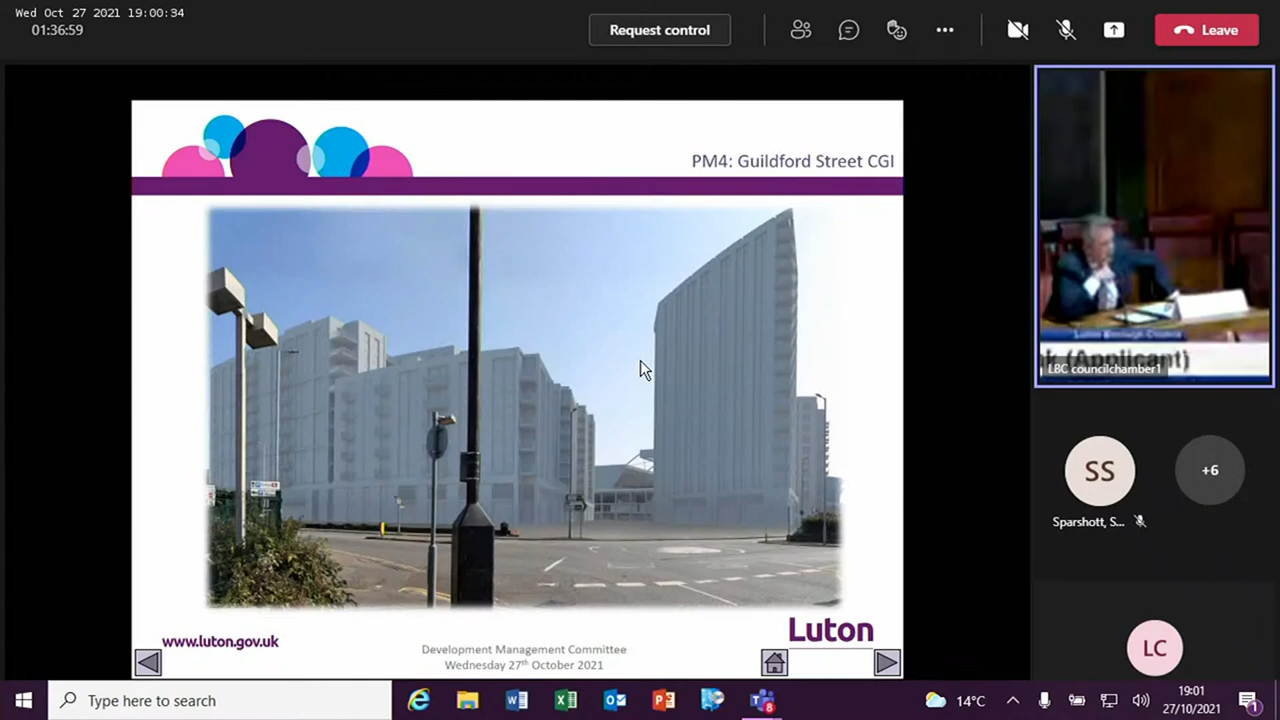 Wed Oct 27 2021 19:00:34
01:36:59
Request control
Leave
PM4: Guildford Street CGI
(Applicant)
LBC councilchamber1
SS
+6
Sparshott, S...
LC
www.luton.gov.uk
Development Management Committee
Wednesday 27th October 2021
Luton
Type here to search
14°C
19:01
27/10/2021